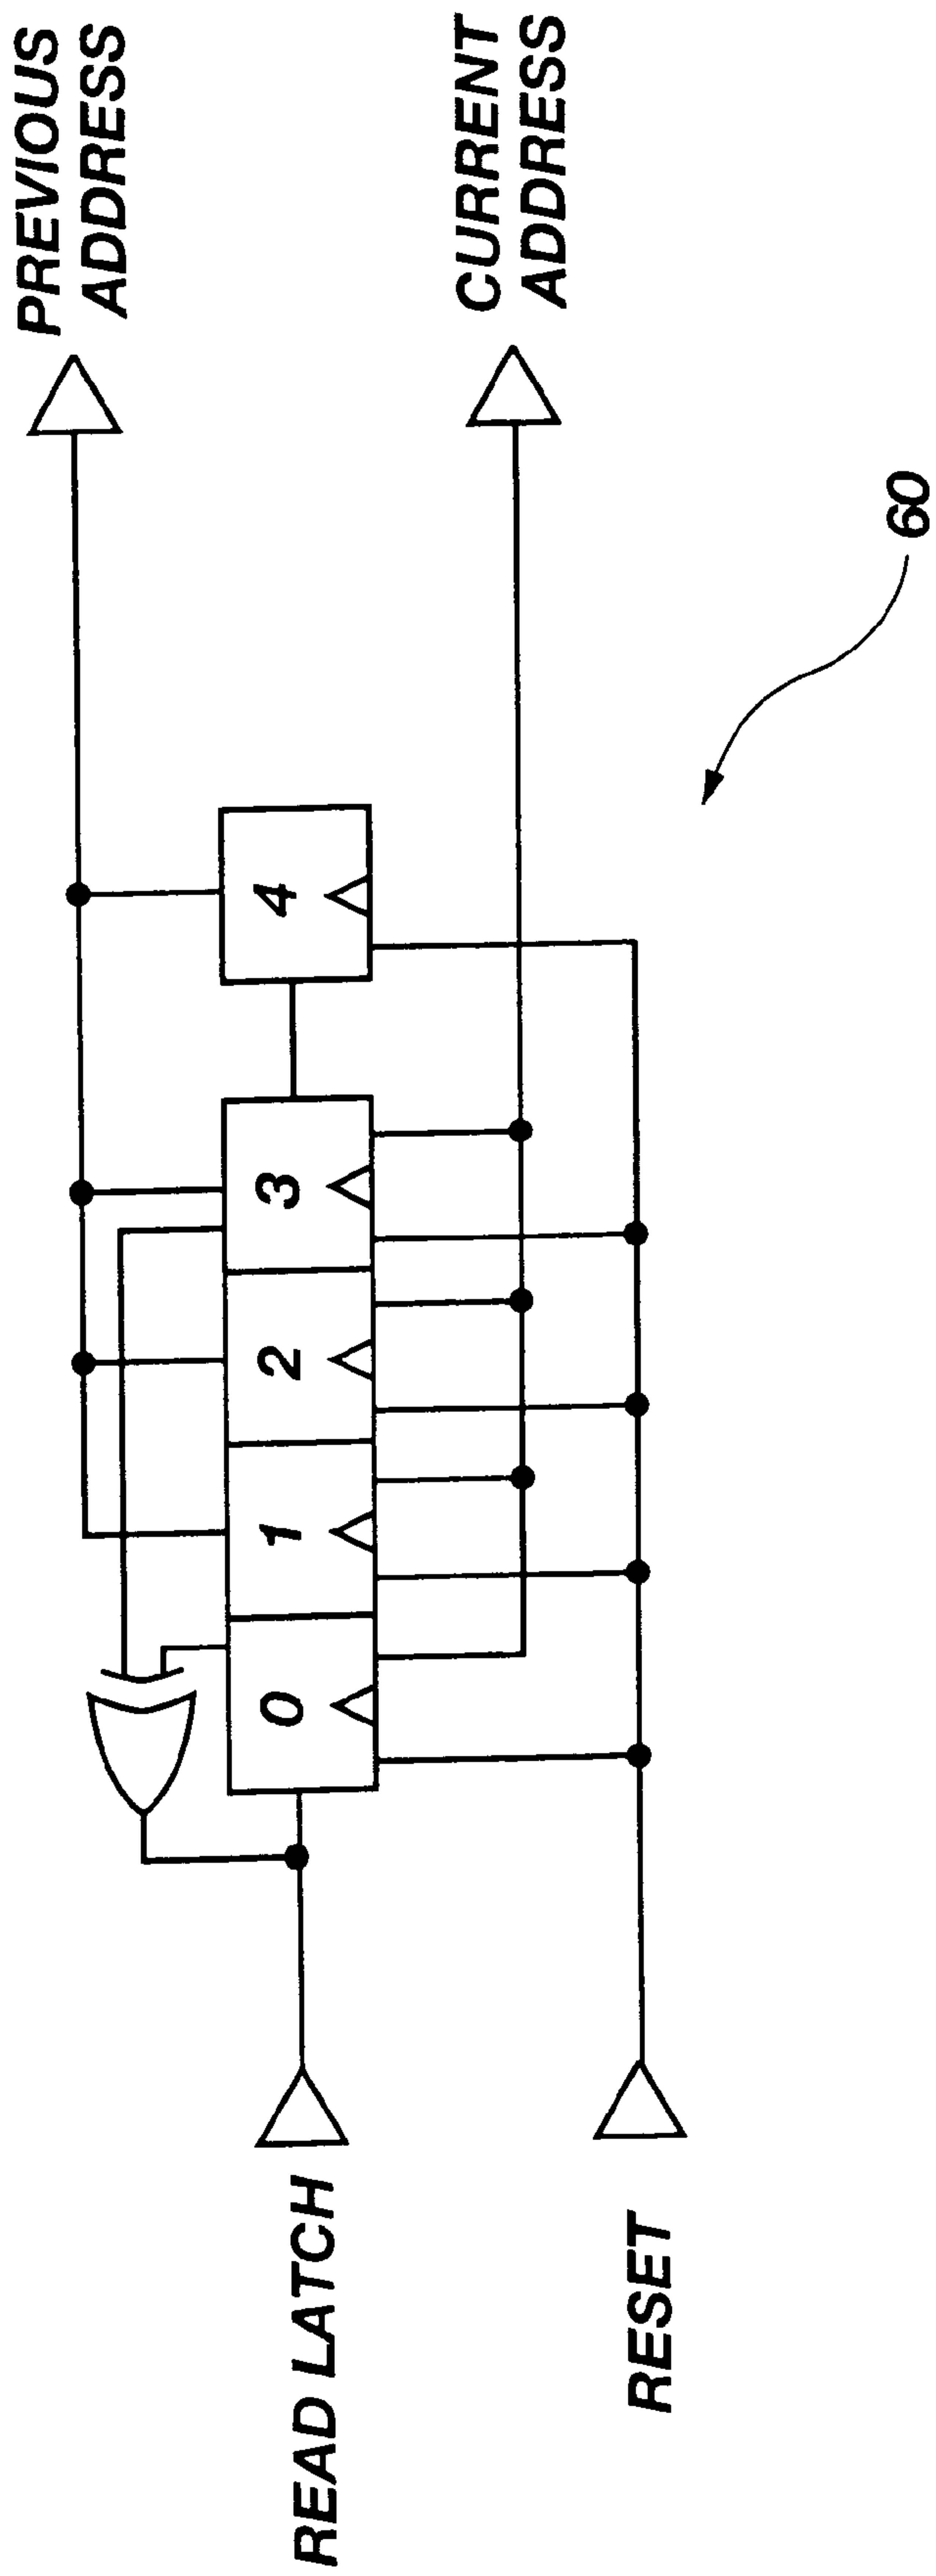 PREVIOUS
ADDRESS
CURRENT
ADDRESS
4
3
2
1
0
READ LATCH
RESET
60